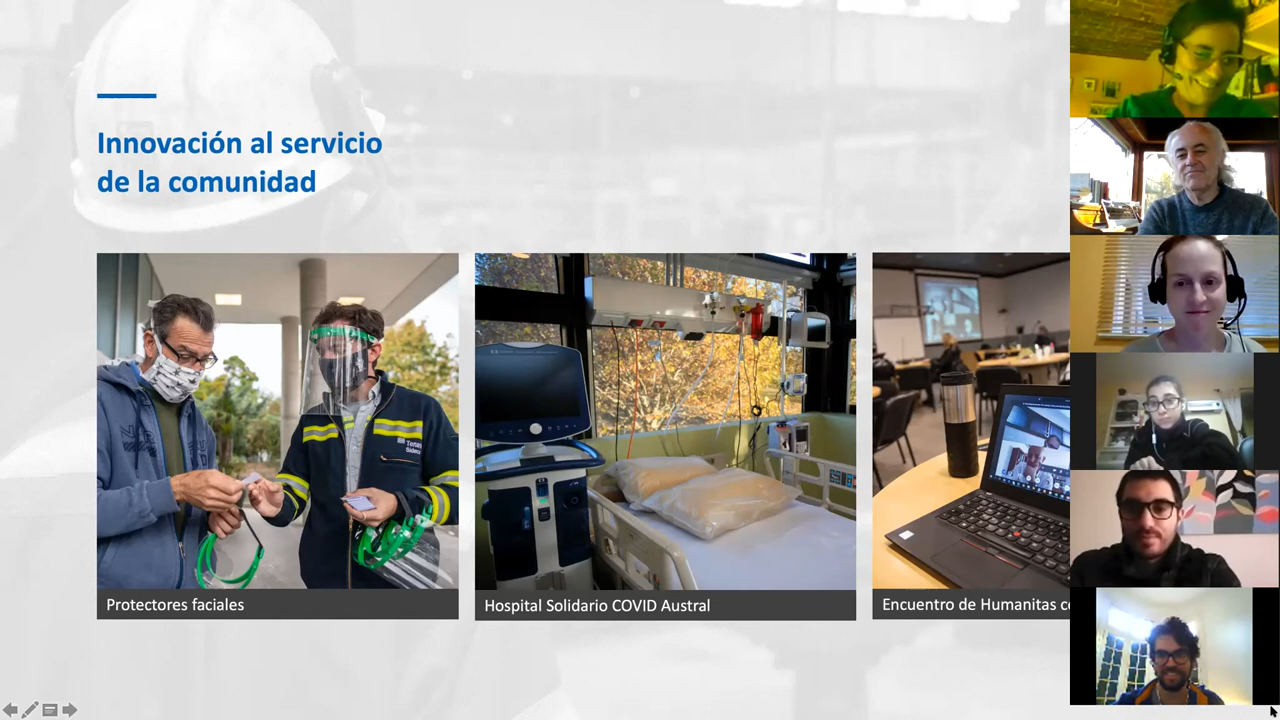 Innovación al servicio
de la comunidad
Protectores faciales
Hospital Solidario COVID Austral
Encuentro de Humanitas